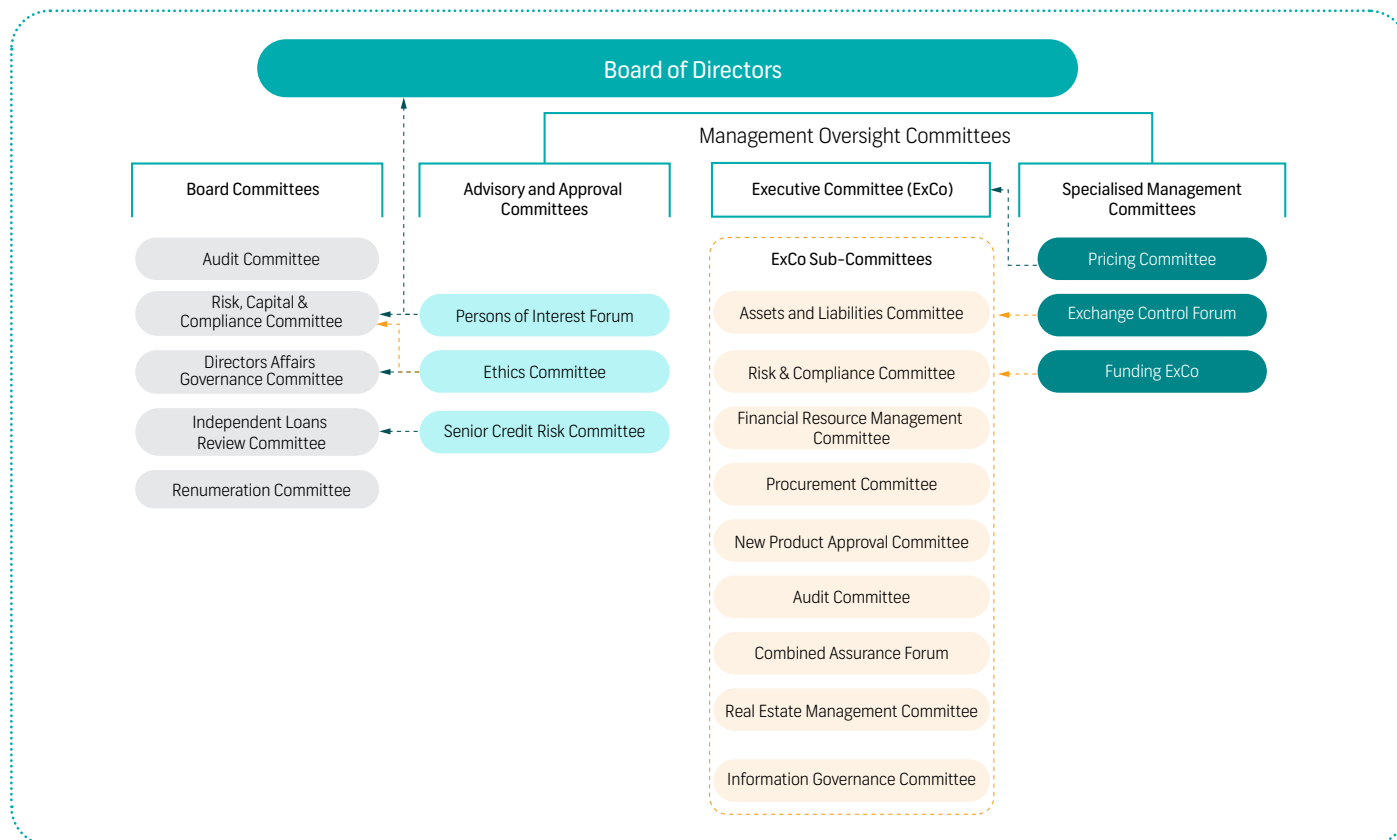 Board of Directors
Management Oversight Committees
Board Committees
Audit Committee
Risk, Capital &
Compliance Committee
Directors Affairs
Governance Committee
Independent Loans
Review Committee
Renumeration Committee
Advisory and Approval
Committees
Persons of Interest Forum
Ethics Committee
Senior Credit Risk Committee
Executive Committee (ExCo)
ExCo Sub-Committees
Assets and Liabilities Committee
Risk & Compliance Committee
Financial Resource Management
Committee
Procurement Committee
New Product Approval Committee
Audit Committee
Combined Assurance Forum
Real Estate Management Committee
Information Governance Committee
Specialised Management
Committees
Pricing Committee
Exchange Control Forum
Funding ExCo